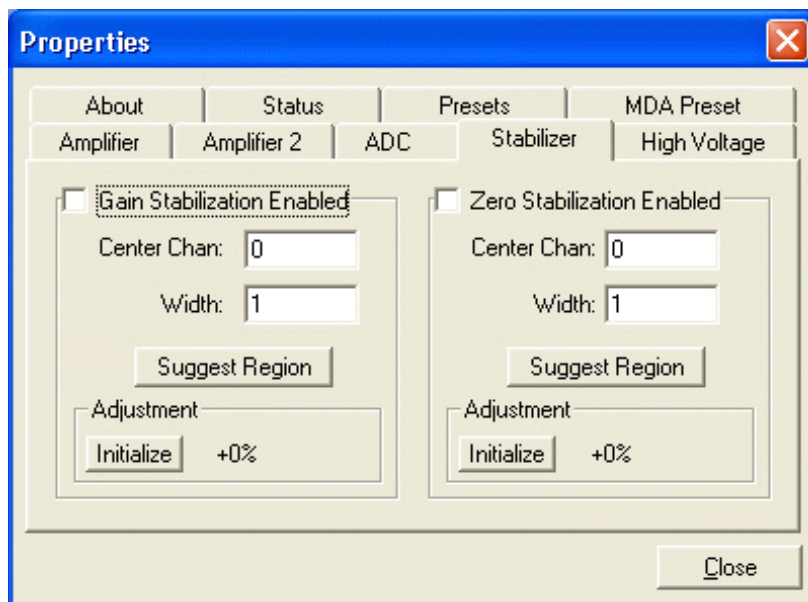 Properties
About Status Presets MDA Preset
Amplifier Amplifier 2 ADC Stabilizer High Voltage
Gain Stabilization Enabled Zero Stabilization Enabled
Center Chan: 0 Center Chan: 0
Width: 1 Width: 1
Suggest Region Suggest Region
Adjustment Adjustment
Initialize +0% Initialize +0%
Close